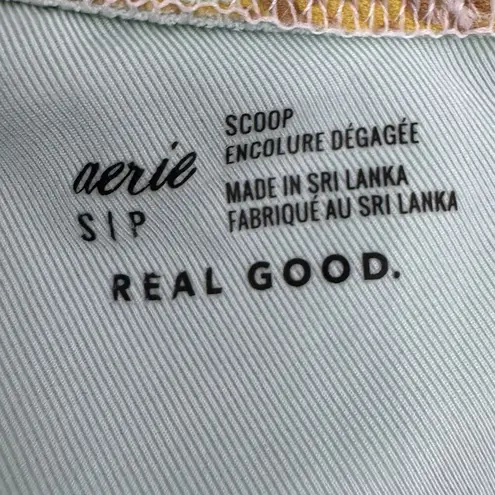 aerie
S | P
SCOOP
ENCOLURE DÉGAGÉE
MADE IN SRI LANKA
FABRIQUÉ AU SRI LANKA
REAL GOOD.